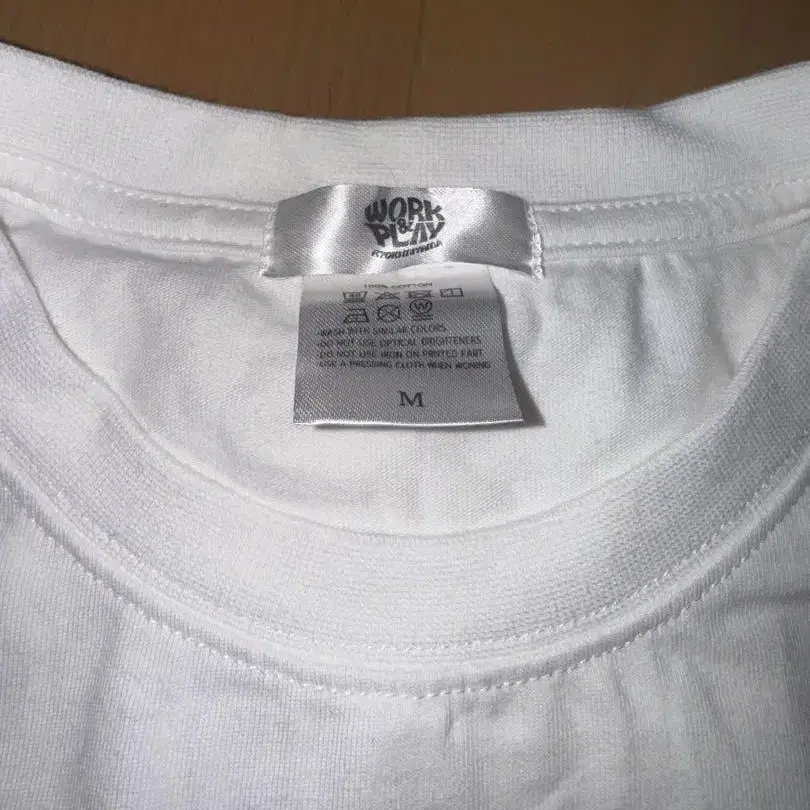 WORK
&
PLAY
100% COTTON
W
WASH WITH SIMILAR COLORS
DO NOT USE OPTICAL BRIGHTENERS
DO NOT USE IRON ON PRINTED PART
USE A PRESSING CLOTH WHEN IRONING
M